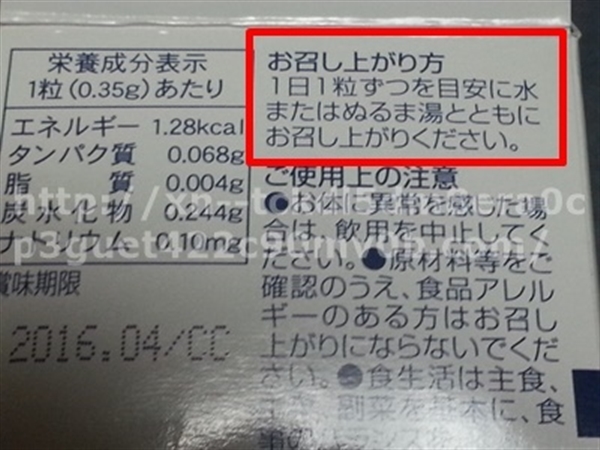 栄養成分表示
1粒(0.35g)あたり
エネルギー 1.28kcal
タンパク質 0.068g
脂質 0.004g
炭水化物 0.244g
ナトリウム 0.10mg
賞味期限
2016.04/CC
お召し上がり方
1日1粒ずつを目安に水
またはぬるま湯とともに
お召し上がりください。
ご使用上の注意
●お体に異常を感じた場
合は、飲用を中止してく
ださい。●原材料等をご
確認のうえ、食品アレル
ギーのある方はお召し
上がりにならないでくだ
さい。●食生活は主食、
主菜、副菜を基本に、食